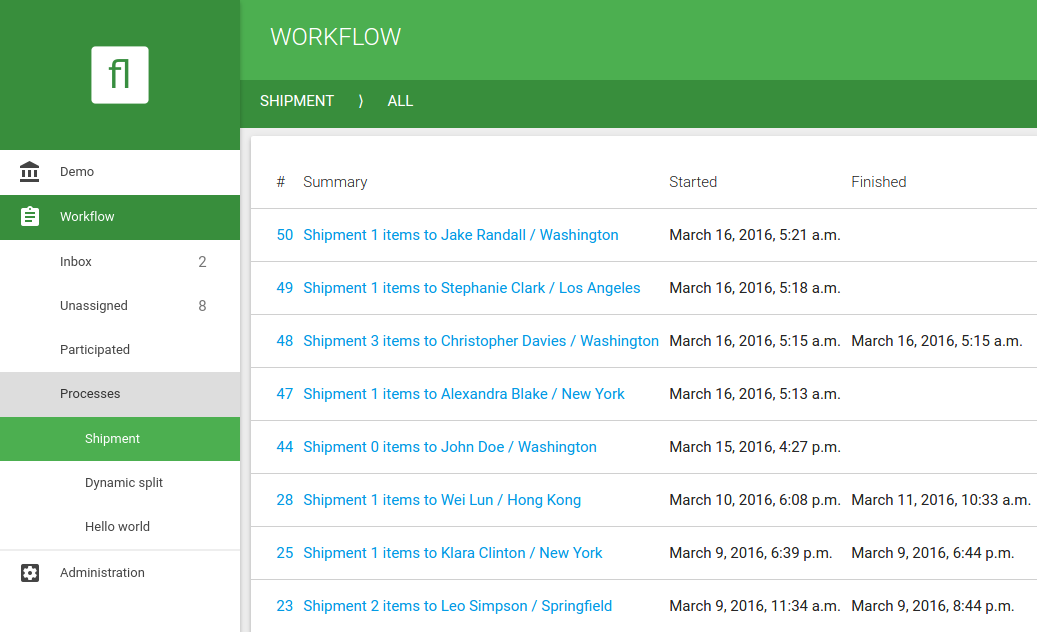 fl
WORKFLOW
SHIPMENT ⟩ ALL
Demo
Workflow
Inbox 2
Unassigned 8
Participated
Processes
Shipment
Dynamic split
Hello world
Administration
# Summary Started Finished
50 Shipment 1 items to Jake Randall / Washington March 16, 2016, 5:21 a.m.
49 Shipment 1 items to Stephanie Clark / Los Angeles March 16, 2016, 5:18 a.m.
48 Shipment 3 items to Christopher Davies / Washington March 16, 2016, 5:15 a.m. March 16, 2016, 5:15 a.m.
47 Shipment 1 items to Alexandra Blake / New York March 16, 2016, 5:13 a.m.
44 Shipment 0 items to John Doe / Washington March 15, 2016, 4:27 p.m.
28 Shipment 1 items to Wei Lun / Hong Kong March 10, 2016, 6:08 p.m. March 11, 2016, 10:33 a.m.
25 Shipment 1 items to Klara Clinton / New York March 9, 2016, 6:39 p.m. March 9, 2016, 6:44 p.m.
23 Shipment 2 items to Leo Simpson / Springfield March 9, 2016, 11:34 a.m. March 9, 2016, 8:44 p.m.